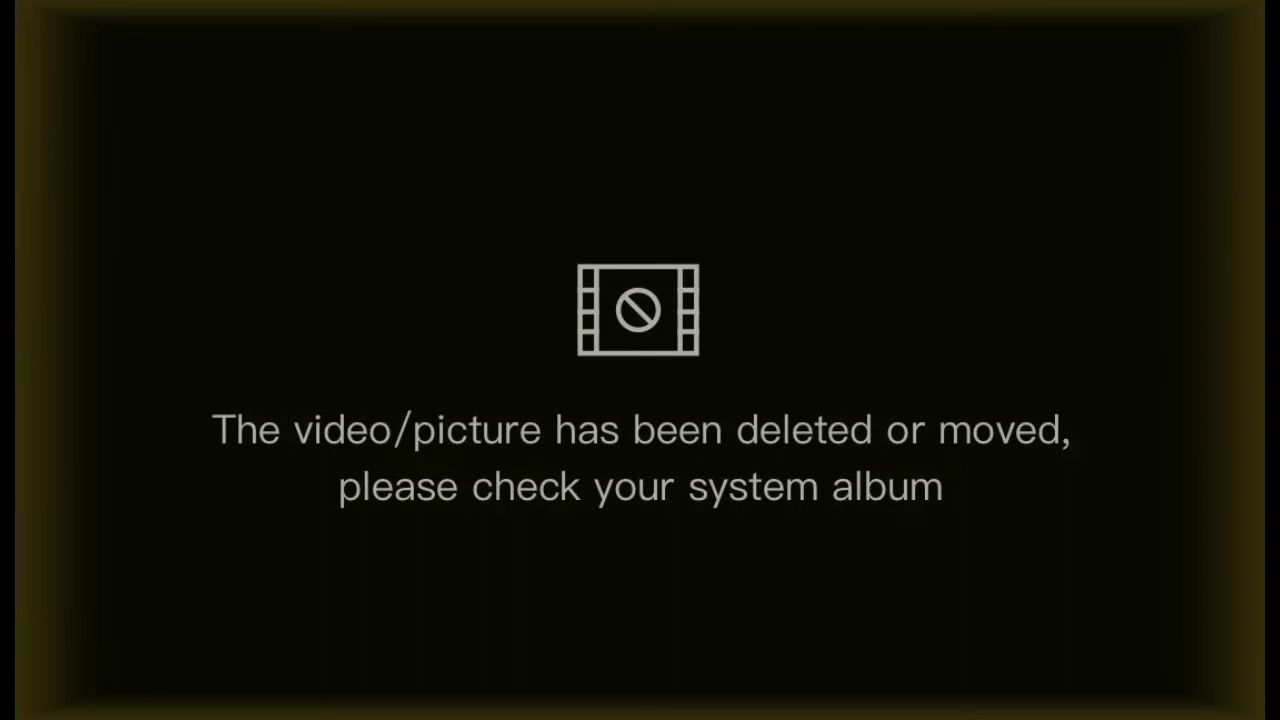 The video/picture has been deleted or moved,
please check your system album